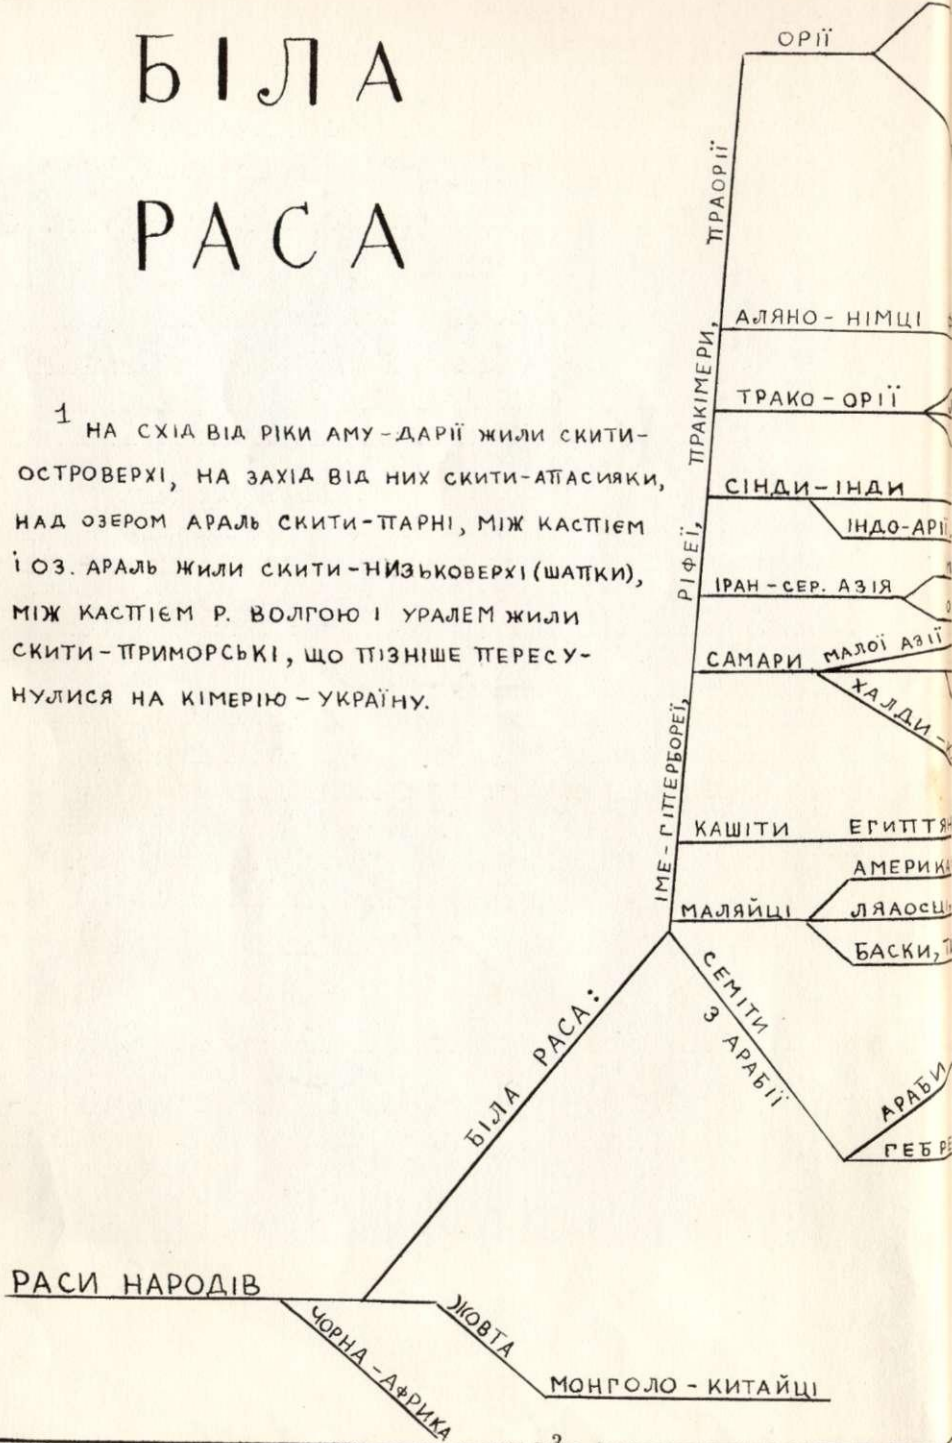 БІЛА
РАСА
1 НА СХІД ВІД РІКИ АМУ-ДАРІЇ ЖИЛИ СКИТИ-
ОСТРОВЕРХІ, НА ЗАХІД ВІД НИХ СКИТИ-АПАСИЯКИ,
НАД ОЗЕРОМ АРАЛЬ СКИТИ-ПАРНІ, МІЖ КАСПІЄМ
І ОЗ. АРАЛЬ ЖИЛИ СКИТИ-НИЗЬКОВЕРХІ (ШАПКИ),
МІЖ КАСПІЄМ Р. ВОЛГОЮ І УРАЛЕМ ЖИЛИ
СКИТИ-ПРИМОРСЬКІ, ЩО ПІЗНІШЕ ПЕРЕСУ-
НУЛИСЯ НА КІМЕРІЮ - УКРАЇНУ.
ОРІЇ
ІМЕ-ГІПЕРБОРЕЇ, РІФЕЇ, ПРАКІМЕРИ, ПРАОРІЇ
АЛЯНО - НІМЦІ
ТРАКО - ОРІЇ
СІНДИ - ІНДИ
ІНДО-АРІЇ
ІРАН - СЕР. АЗІЯ
САМАРИ МАЛОЇ АЗІЇ
ХАЛДИ -
КАШІТИ ЕГИПТЯ
МАЛЯЙЦІ
АМЕРИК
ЛЯАОСЦ
БАСКИ,
СЕМІТИ
З АРАБІЇ
АРАБИ
ГЕБР
БІЛА РАСА:
РАСИ НАРОДІВ
ЧОРНА - АФРИКА
ЖОВТА
МОНГОЛО - КИТАЙЦІ